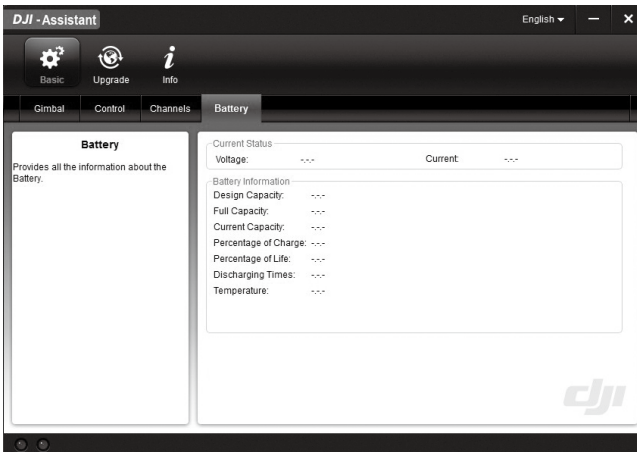 DJI - Assistant
English
Basic
Upgrade
Info
Gimbal
Control
Channels
Battery
Battery
Provides all the information about the
Battery.
Current Status
Voltage: -.-.- Current: -.-.-
Battery Information
Design Capacity: -.-.-
Full Capacity: -.-.-
Current Capacity: -.-.-
Percentage of Charge: -.-.-
Percentage of Life: -.-.-
Discharging Times: -.-.-
Temperature: -.-.-
dji